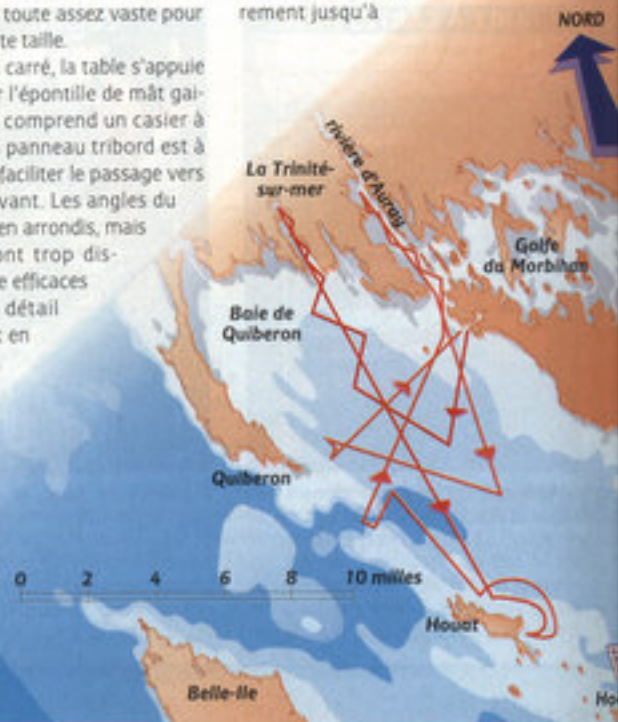 toute assez vaste pour
te taille.
carré, la table s'appuie
r l'épontille de mât gai-
comprend un casier à
panneau tribord est à
faciliter le passage vers
vant. Les angles du
en arrondis, mais
ont trop dis-
e efficaces
détail
t en
rement jusqu'à
NORD
rivière d'Auray
La Trinité-
sur-mer
Golfe
du Morbihan
Baie de
Quiberon
Quiberon
0 2 4 6 8 10 milles
Houat
Belle-Ile
Ho